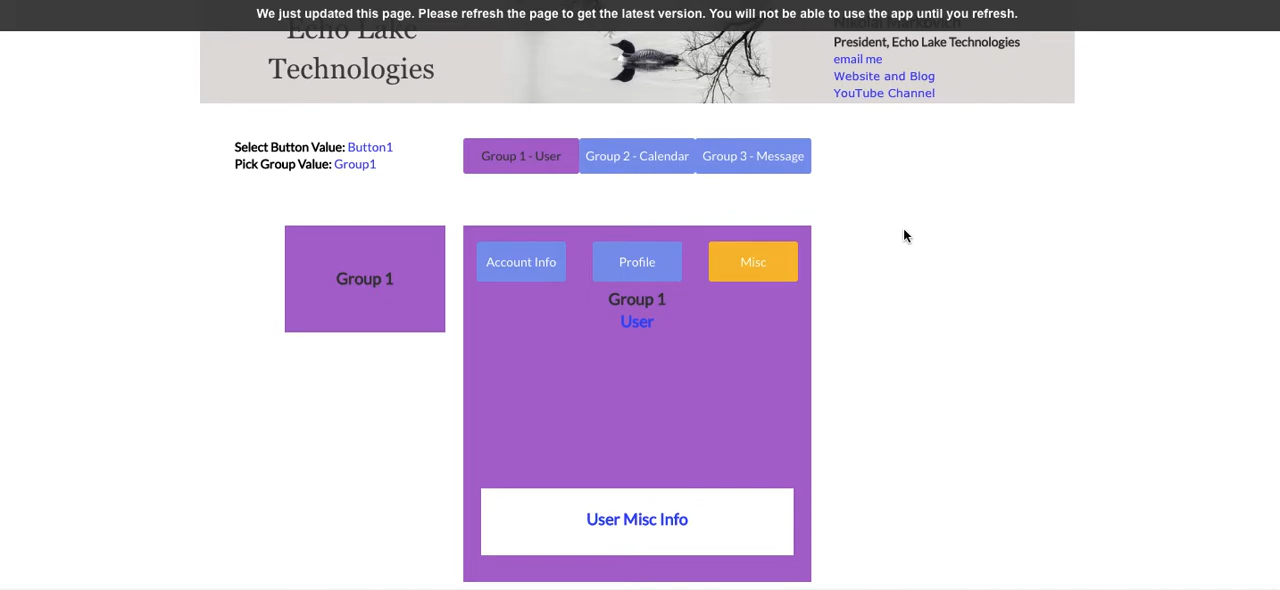 We just updated this page. Please refresh the page to get the latest version. You will not be able to use the app until you refresh.
Echo Lake
Technologies
President, Echo Lake Technologies
email me
Website and Blog
YouTube Channel
Select Button Value: Button1
Pick Group Value: Group1
Group 1 - User
Group 2 - Calendar
Group 3 - Message
Group 1
Account Info
Profile
Misc
Group 1
User
User Misc Info